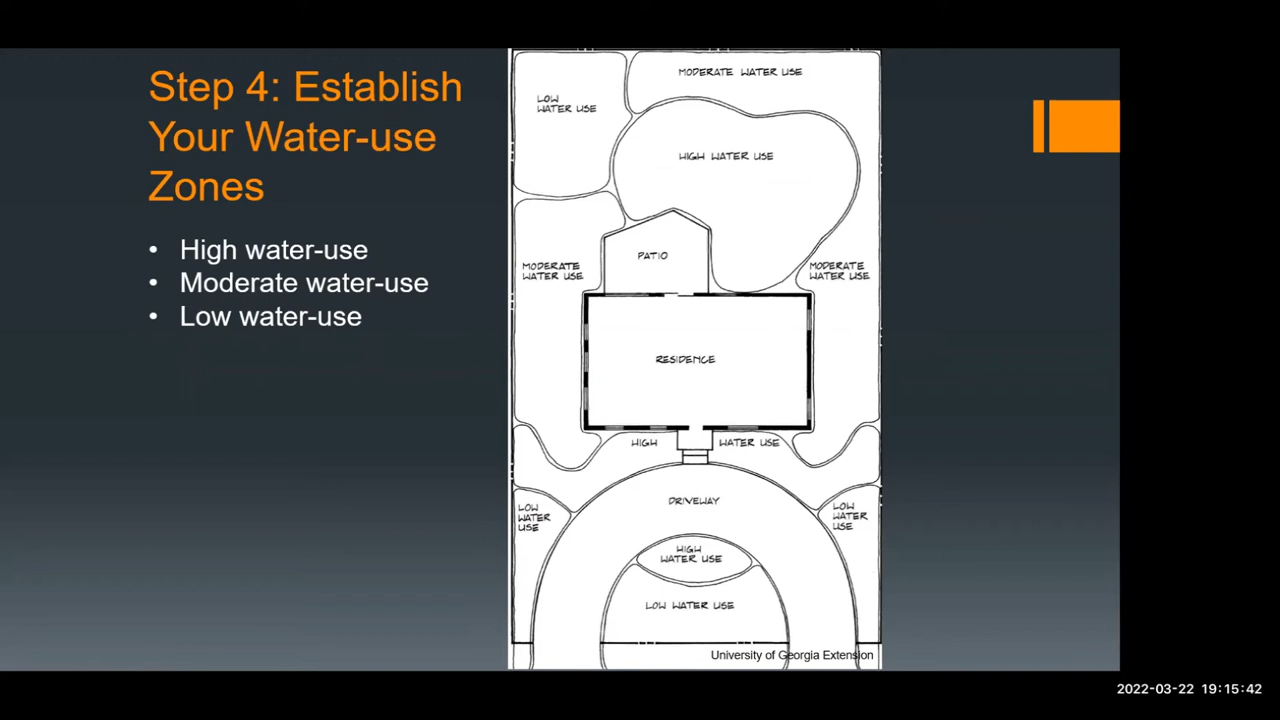 Step 4: Establish
Your Water-use
Zones
• High water-use
• Moderate water-use
• Low water-use
MODERATE WATER USE
LOW
WATER USE
HIGH WATER USE
PATIO
MODERATE
WATER USE
MODERATE
WATER USE
RESIDENCE
HIGH WATER USE
DRIVEWAY
LOW
WATER
USE
LOW
WATER
USE
HIGH
WATER USE
LOW WATER USE
University of Georgia Extension
2022-03-22 19:15:42